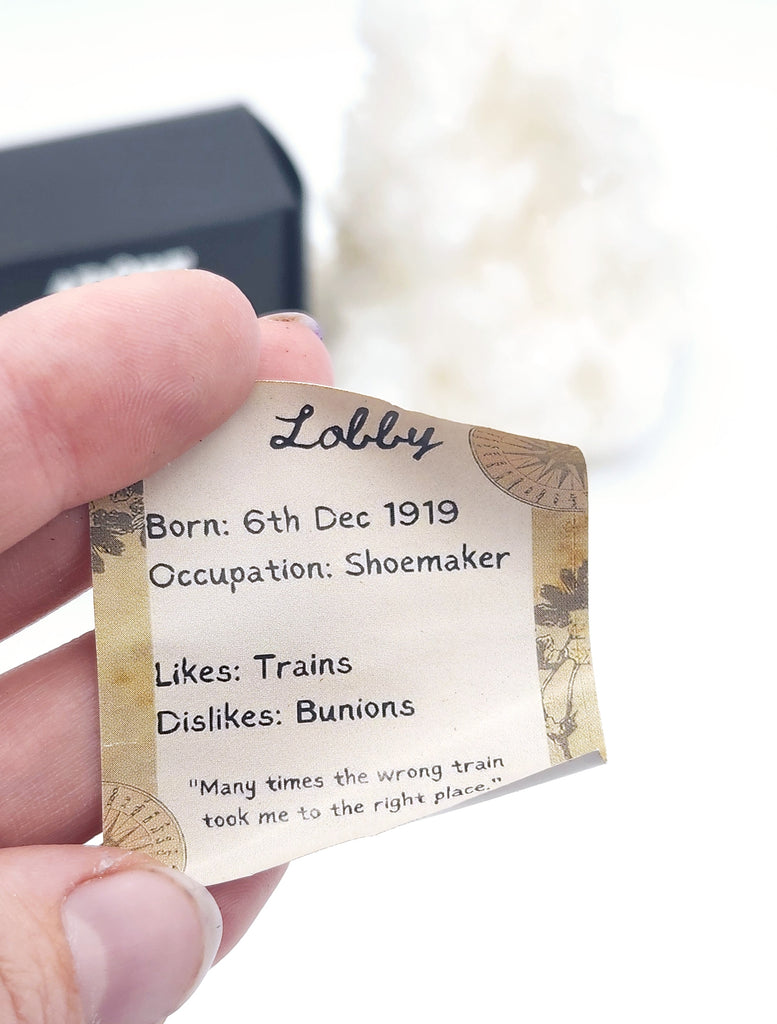 Lobby
Born: 6th Dec 1919
Occupation: Shoemaker
Likes: Trains
Dislikes: Bunions
"Many times the wrong train
took me to the right place."